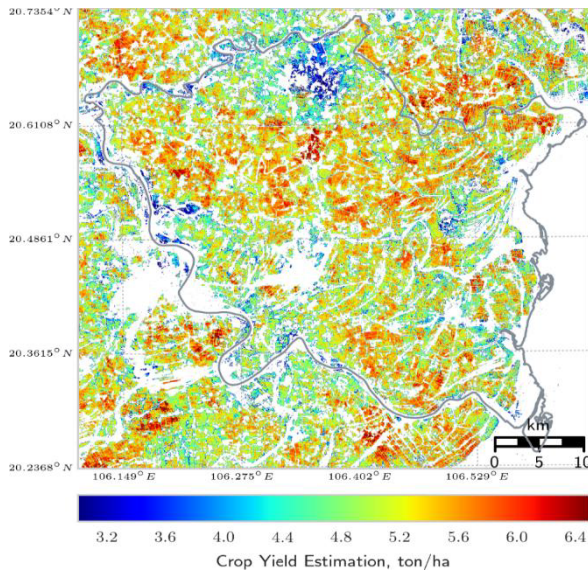 20.7354° N
20.6108° N
20.4861° N
20.3615° N
20.2368° N
km
0 5 10
106.149° E 106.275° E 106.402° E 106.529° E
3.2 3.6 4.0 4.4 4.8 5.2 5.6 6.0 6.4
Crop Yield Estimation, ton/ha